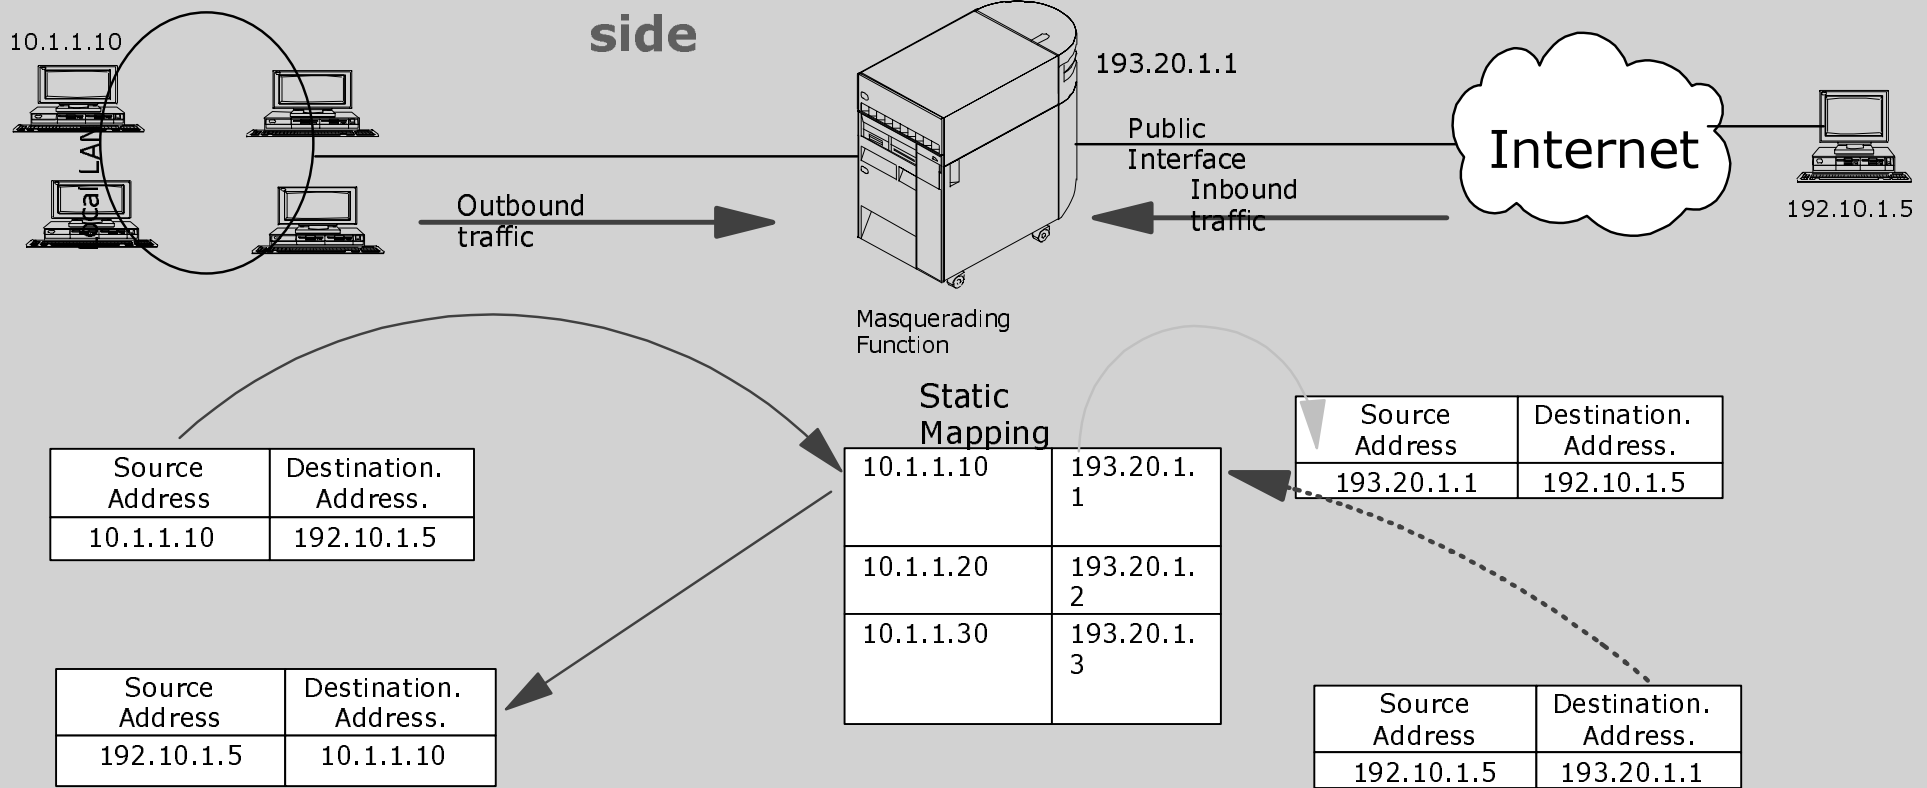 side
10.1.1.10
193.20.1.1
Public
Interface
Internet
192.10.1.5
Local LAN
Outbound
traffic
Inbound
traffic
Masquerading
Function
Static
Mapping
Source
Address
Destination.
Address.
10.1.1.10
192.10.1.5
10.1.1.10
193.20.1.
1
10.1.1.20
193.20.1.
2
10.1.1.30
193.20.1.
3
Source
Address
Destination.
Address.
193.20.1.1
192.10.1.5
Source
Address
Destination.
Address.
192.10.1.5
10.1.1.10
Source
Address
Destination.
Address.
192.10.1.5
193.20.1.1